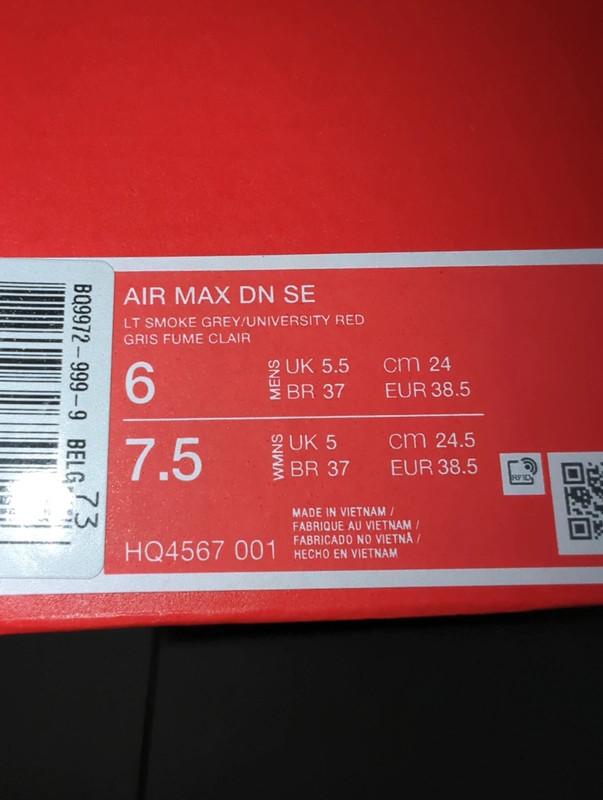 AIR MAX DN SE
LT SMOKE GREY/UNIVERSITY RED
GRIS FUME CLAIR
6
MENS
UK 5.5 cm 24
BR 37 EUR 38.5
7.5
WMNS
UK 5 cm 24.5
BR 37 EUR 38.5
RFID
MADE IN VIETNAM /
FABRIQUE AU VIETNAM /
FABRICADO NO VIETNÃ /
HECHO EN VIETNAM
HQ4567 001
BQ9972-999-9 BELG
73